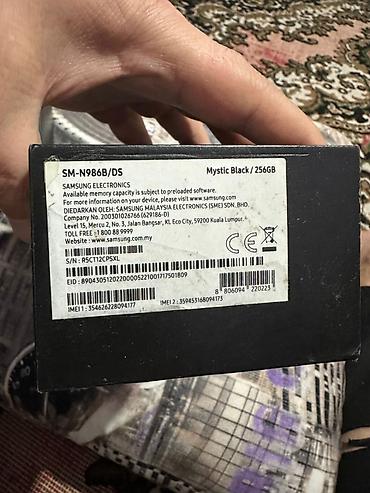 SM-N986B/DS Mystic Black / 256GB
SAMSUNG ELECTRONICS
Available memory capacity is subject to preloaded software.
For more information on your device, please visit www.samsung.com
DIEDARKAN OLEH : SAMSUNG MALAYSIA ELECTRONICS (SME) SDN. BHD.
Company No. 200301028766 (629186-D)
Level 15, Mercu 2, No. 3, Jalan Bangsar, KL Eco City, 59200 Kuala Lumpur.
TOLL FREE : 1 800 88 9999
Website : www.samsung.com.my
CE
S/N : R5CT12CPSXL
EID : 89043051202200005221001717501809
IMEI 1 : 354626228094177 IMEI 2 : 359453168094173
8 806094 220223